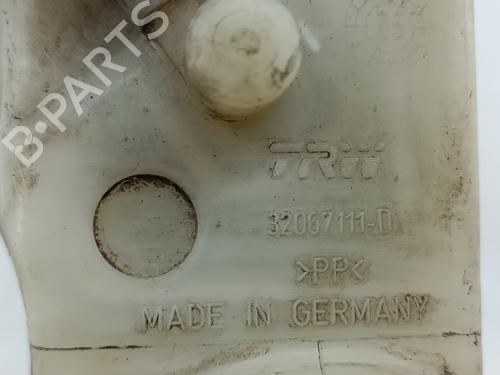 B-PARTS
TRW
32067111-D
>PP<
MADE IN GERMANY